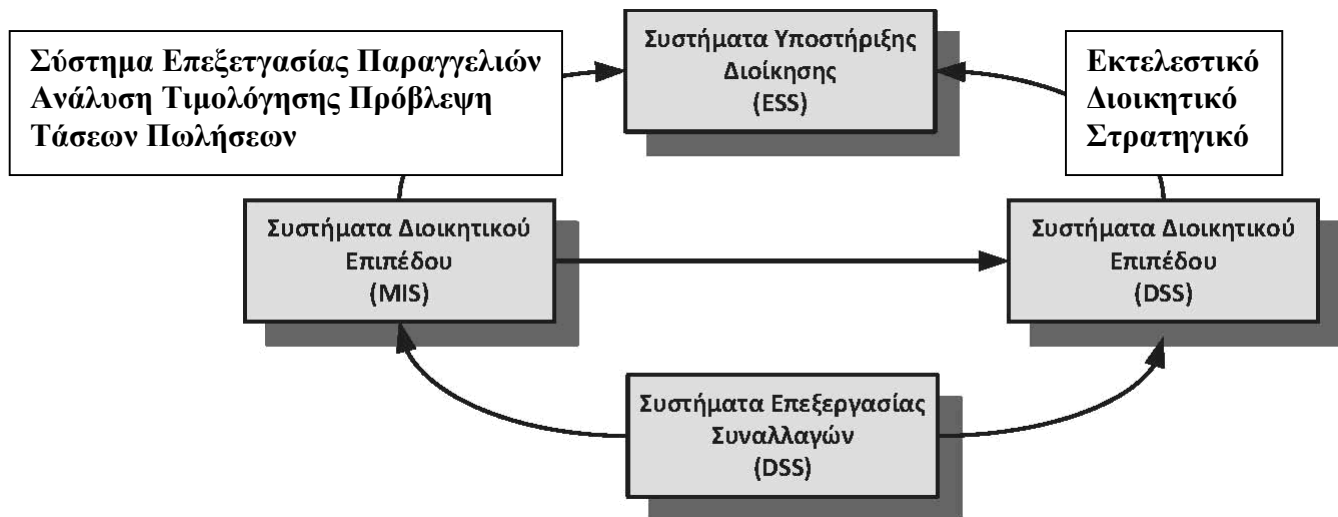 Σύστημα Επεξετγασίας Παραγγελιών
Ανάλυση Τιμολόγησης Πρόβλεψη
Τάσεων Πωλήσεων
Συστήματα Υποστήριξης
Διοίκησης
(ESS)
Εκτελεστικό
Διοικητικό
Στρατηγικό
Συστήματα Διοικητικού
Επιπέδου
(MIS)
Συστήματα Διοικητικού
Επιπέδου
(DSS)
Συστήματα Επεξεργασίας
Συναλλαγών
(DSS)